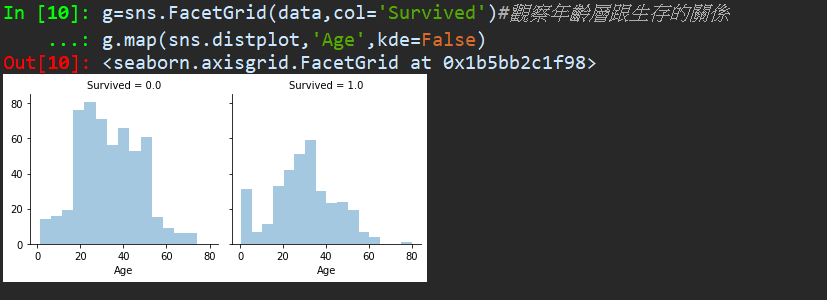 In [10]: g=sns.FacetGrid(data,col='Survived')#觀察年齡層跟生存的關係
...: g.map(sns.distplot,'Age',kde=False)
Out[10]: <seaborn.axisgrid.FacetGrid at 0x1b5bb2c1f98>
Survived = 0.0 Survived = 1.0
80
60
40
20
0
0 20 40 60 80 0 20 40 60 80
Age Age